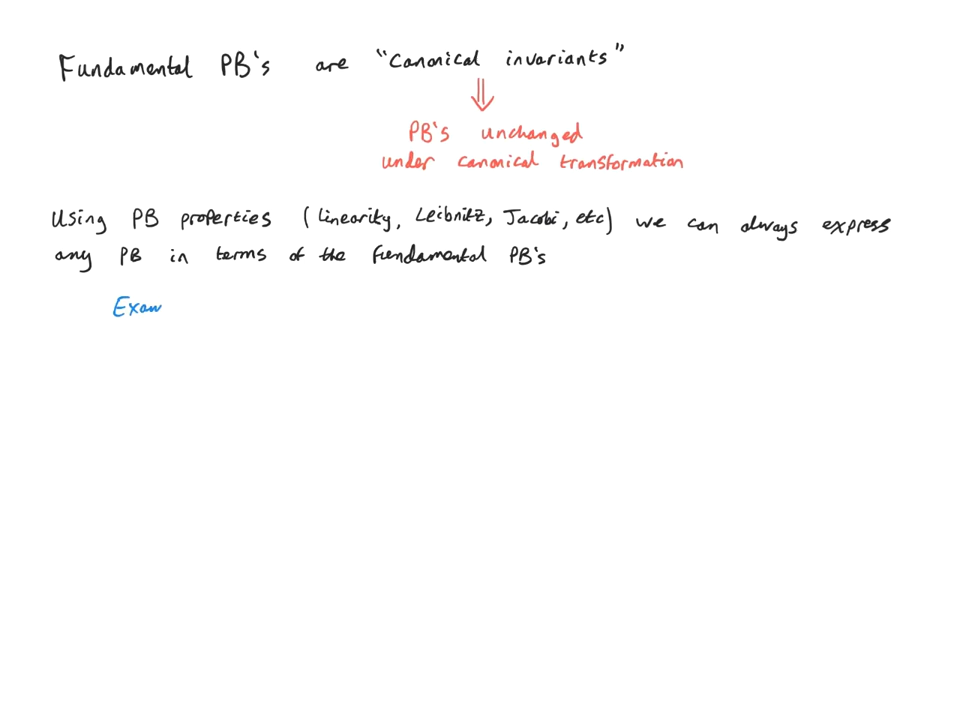 Fundamental PB's are "canonical invariants"
PB's unchanged
under canonical transformation
Using PB properties (linearity, Leibnitz, Jacobi, etc) we can always express
any PB in terms of the fundamental PB's
Exam